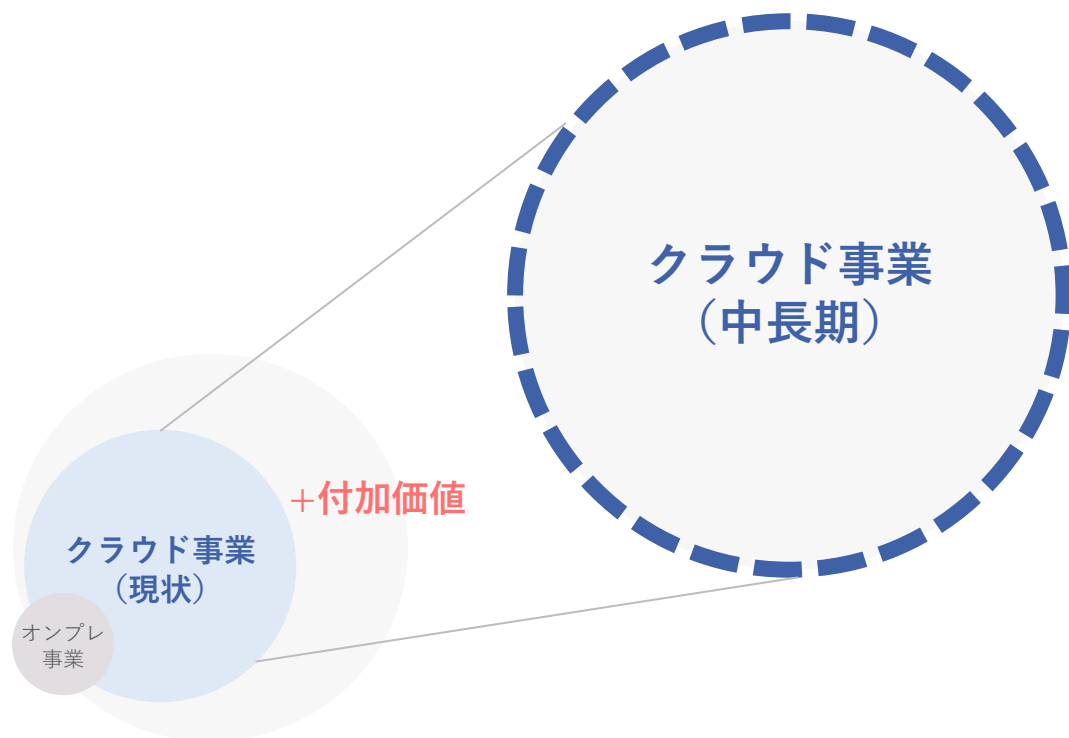 クラウド事業
（中長期）
+付加価値
クラウド事業
（現状）
オンプレ
事業